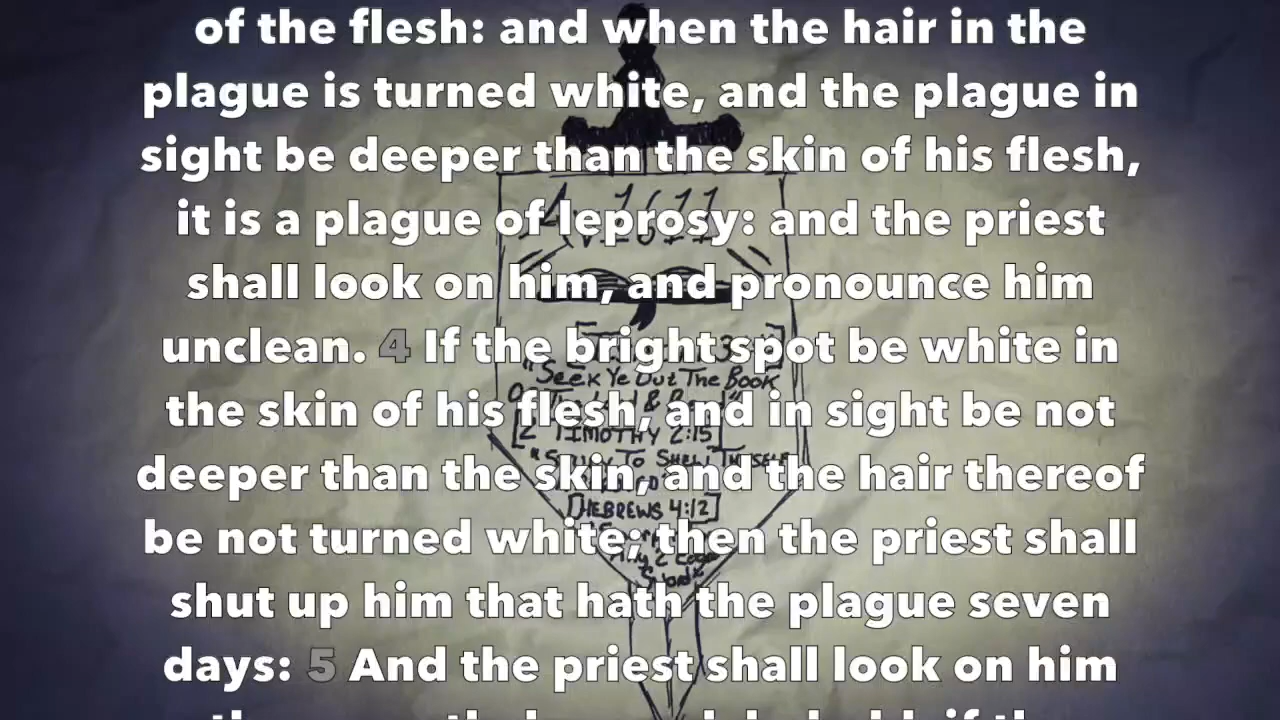 of the flesh: and when the hair in the
plague is turned white, and the plague in
sight be deeper than the skin of his flesh,
it is a plague of leprosy: and the priest
shall look on him, and pronounce him
unclean. 4 If the bright spot be white in
the skin of his flesh, and in sight be not
deeper than the skin, and the hair thereof
be not turned white; then the priest shall
shut up him that hath the plague seven
days: 5 And the priest shall look on him
1611
"Seek Ye Out The Book
[2 TIMOTHY 2:15]
[HEBREWS 4:12]